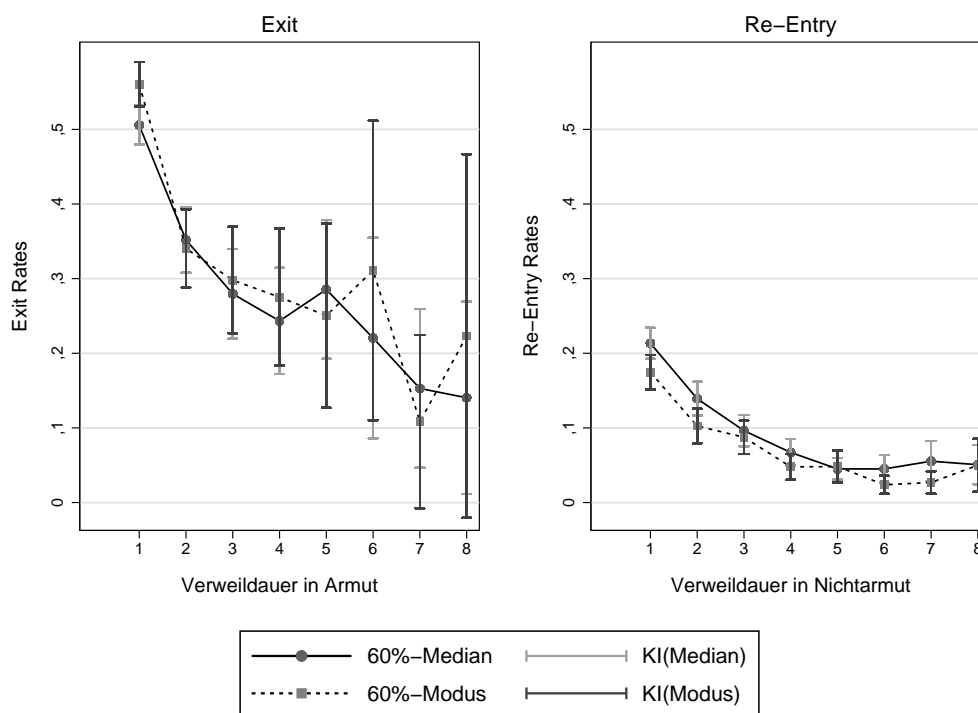 Exit
Exit Rates
,5
,4
,3
,2
,1
0
1 2 3 4 5 6 7 8
Verweildauer in Armut
Re−Entry
Re−Entry Rates
,5
,4
,3
,2
,1
0
1 2 3 4 5 6 7 8
Verweildauer in Nichtarmut
60%−Median KI(Median)
60%−Modus KI(Modus)